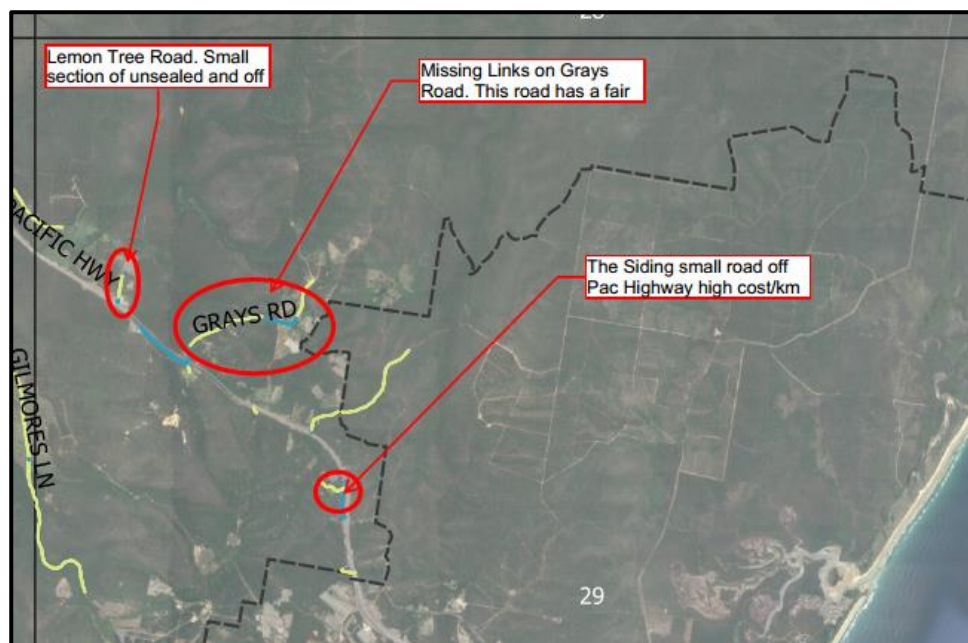 28
Lemon Tree Road. Small
section of unsealed and off
Missing Links on Grays
Road. This road has a fair
PACIFIC HWY
The Siding small road off
Pac Highway high cost/km
GRAYS RD
GILMORES LN
29